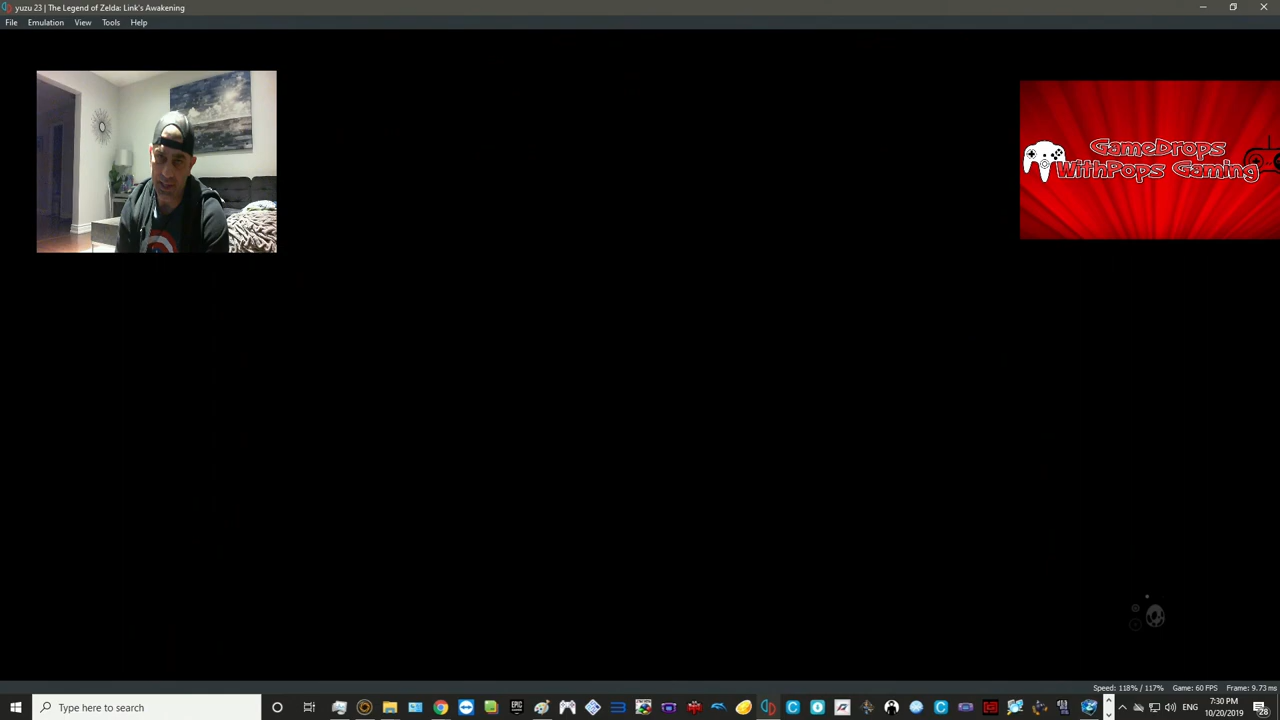 yuzu 23 | The Legend of Zelda: Link's Awakening
File Emulation View Tools Help
GameDrops
WithPops Gaming
Speed: 118% / 117% Game: 60 FPS Frame: 9.73 ms
Type here to search
EPIC
ENG
7:30 PM
10/20/2019